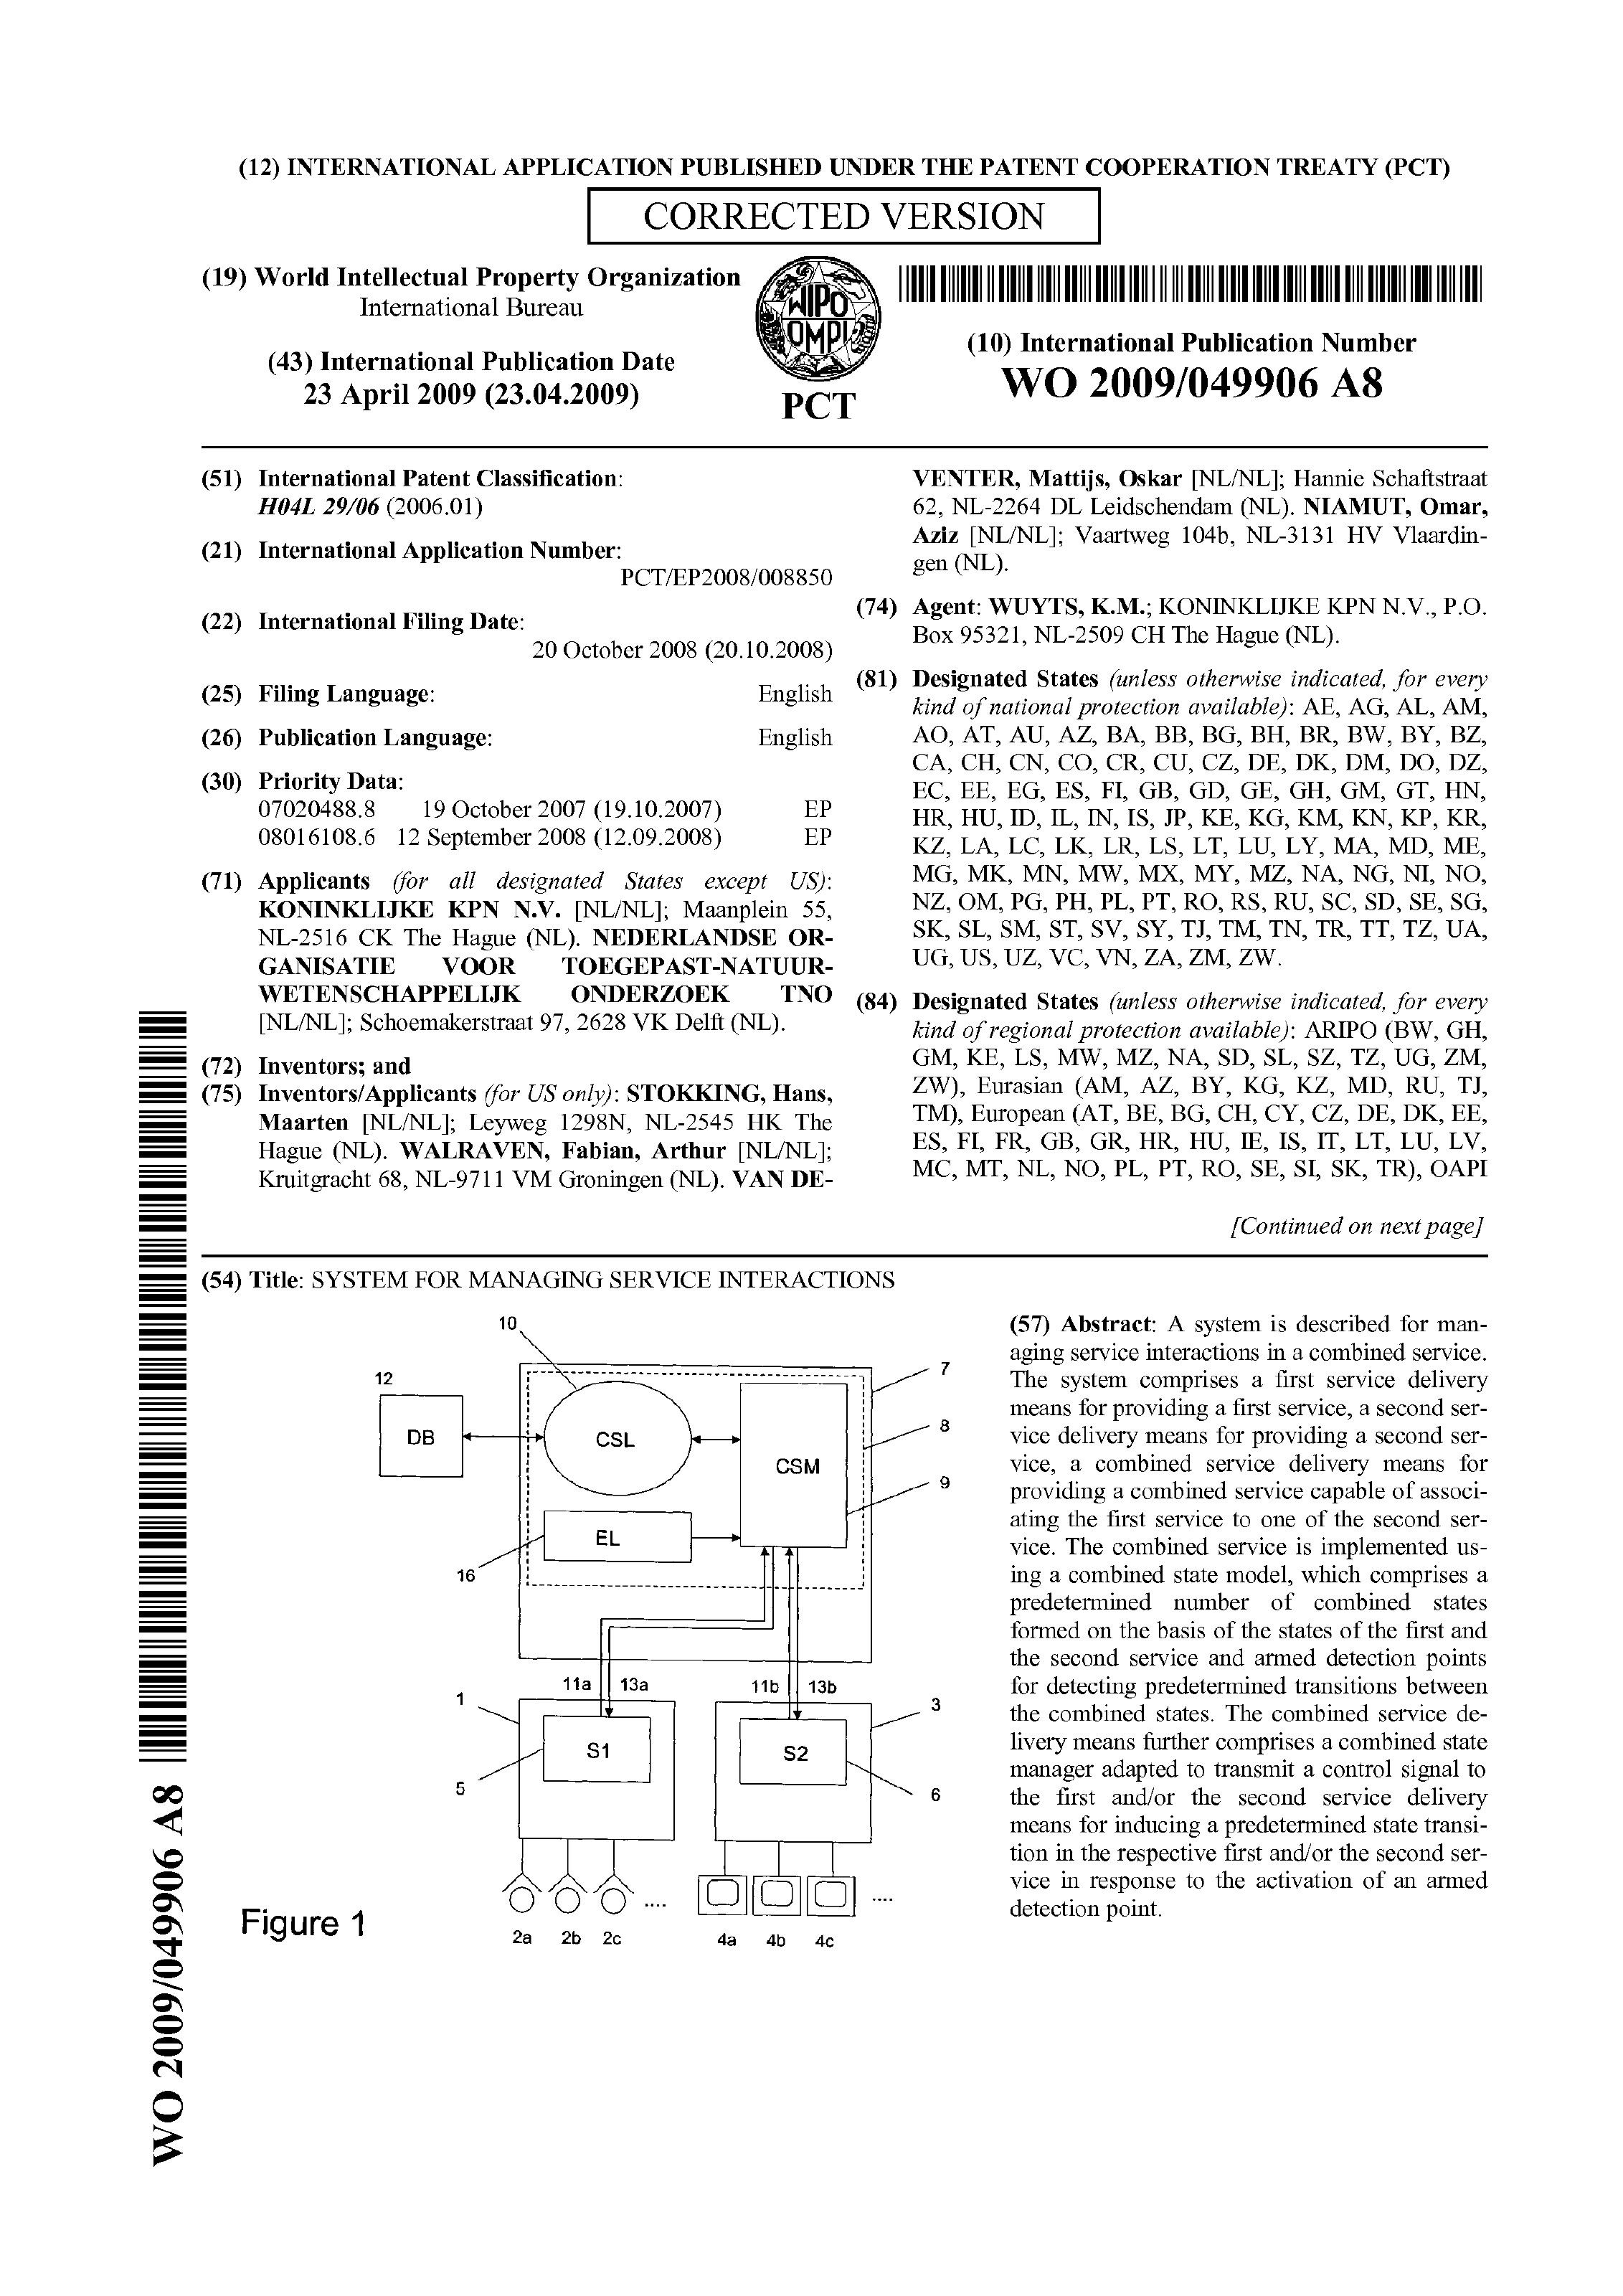 (12) INTERNATIONAL APPLICATION PUBLISHED UNDER THE PATENT COOPERATION TREATY (PCT)
CORRECTED VERSION
(19) World Intellectual Property Organization
International Bureau
(43) International Publication Date
23 April 2009 (23.04.2009)
WIPO
OMPI
PCT
(10) International Publication Number
WO 2009/049906 A8
(51) International Patent Classification:
H04L 29/06 (2006.01)
(21) International Application Number:
PCT/EP2008/008850
(22) International Filing Date:
20 October 2008 (20.10.2008)
(25) Filing Language: English
(26) Publication Language: English
(30) Priority Data:
07020488.8 19 October 2007 (19.10.2007) EP
08016108.6 12 September 2008 (12.09.2008) EP
(71) Applicants (for all designated States except US):
KONINKLIJKE KPN N.V. [NL/NL]; Maanplein 55,
NL-2516 CK The Hague (NL). NEDERLANDSE OR-
GANISATIE VOOR TOEGEPAST-NATUUR-
WETENSCHAPPELIJK ONDERZOEK TNO
[NL/NL]; Schoemakerstraat 97, 2628 VK Delft (NL).
(72) Inventors; and
(75) Inventors/Applicants (for US only): STOKKING, Hans,
Maarten [NL/NL]; Leyweg 1298N, NL-2545 HK The
Hague (NL). WALRAVEN, Fabian, Arthur [NL/NL];
Kruitgracht 68, NL-9711 VM Groningen (NL). VAN DE-
VENTER, Mattijs, Oskar [NL/NL]; Hannie Schaftstraat
62, NL-2264 DL Leidschendam (NL). NIAMUT, Omar,
Aziz [NL/NL]; Vaartweg 104b, NL-3131 HV Vlaardin-
gen (NL).
(74) Agent: WUYTS, K.M.; KONINKLIJKE KPN N.V., P.O.
Box 95321, NL-2509 CH The Hague (NL).
(81) Designated States (unless otherwise indicated, for every
kind of national protection available): AE, AG, AL, AM,
AO, AT, AU, AZ, BA, BB, BG, BH, BR, BW, BY, BZ,
CA, CH, CN, CO, CR, CU, CZ, DE, DK, DM, DO, DZ,
EC, EE, EG, ES, FI, GB, GD, GE, GH, GM, GT, HN,
HR, HU, ID, IL, IN, IS, JP, KE, KG, KM, KN, KP, KR,
KZ, LA, LC, LK, LR, LS, LT, LU, LY, MA, MD, ME,
MG, MK, MN, MW, MX, MY, MZ, NA, NG, NI, NO,
NZ, OM, PG, PH, PL, PT, RO, RS, RU, SC, SD, SE, SG,
SK, SL, SM, ST, SV, SY, TJ, TM, TN, TR, TT, TZ, UA,
UG, US, UZ, VC, VN, ZA, ZM, ZW.
(84) Designated States (unless otherwise indicated, for every
kind of regional protection available): ARIPO (BW, GH,
GM, KE, LS, MW, MZ, NA, SD, SL, SZ, TZ, UG, ZM,
ZW), Eurasian (AM, AZ, BY, KG, KZ, MD, RU, TJ,
TM), European (AT, BE, BG, CH, CY, CZ, DE, DK, EE,
ES, FI, FR, GB, GR, HR, HU, IE, IS, IT, LT, LU, LV,
MC, MT, NL, NO, PL, PT, RO, SE, SI, SK, TR), OAPI
[Continued on next page]
(54) Title: SYSTEM FOR MANAGING SERVICE INTERACTIONS
10
7
12
8
DB
CSL
CSM
9
EL
16
11a 13a 11b 13b
1
3
S1
S2
5
6
....
....
2a 2b 2c 4a 4b 4c
Figure 1
(57) Abstract: A system is described for man-
aging service interactions in a combined service.
The system comprises a first service delivery
means for providing a first service, a second ser-
vice delivery means for providing a second ser-
vice, a combined service delivery means for
providing a combined service capable of associ-
ating the first service to one of the second ser-
vice. The combined service is implemented us-
ing a combined state model, which comprises a
predetermined number of combined states
formed on the basis of the states of the first and
the second service and armed detection points
for detecting predetermined transitions between
the combined states. The combined service de-
livery means further comprises a combined state
manager adapted to transmit a control signal to
the first and/or the second service delivery
means for inducing a predetermined state transi-
tion in the respective first and/or the second ser-
vice in response to the activation of an armed
detection point.
WO 2009/049906 A8